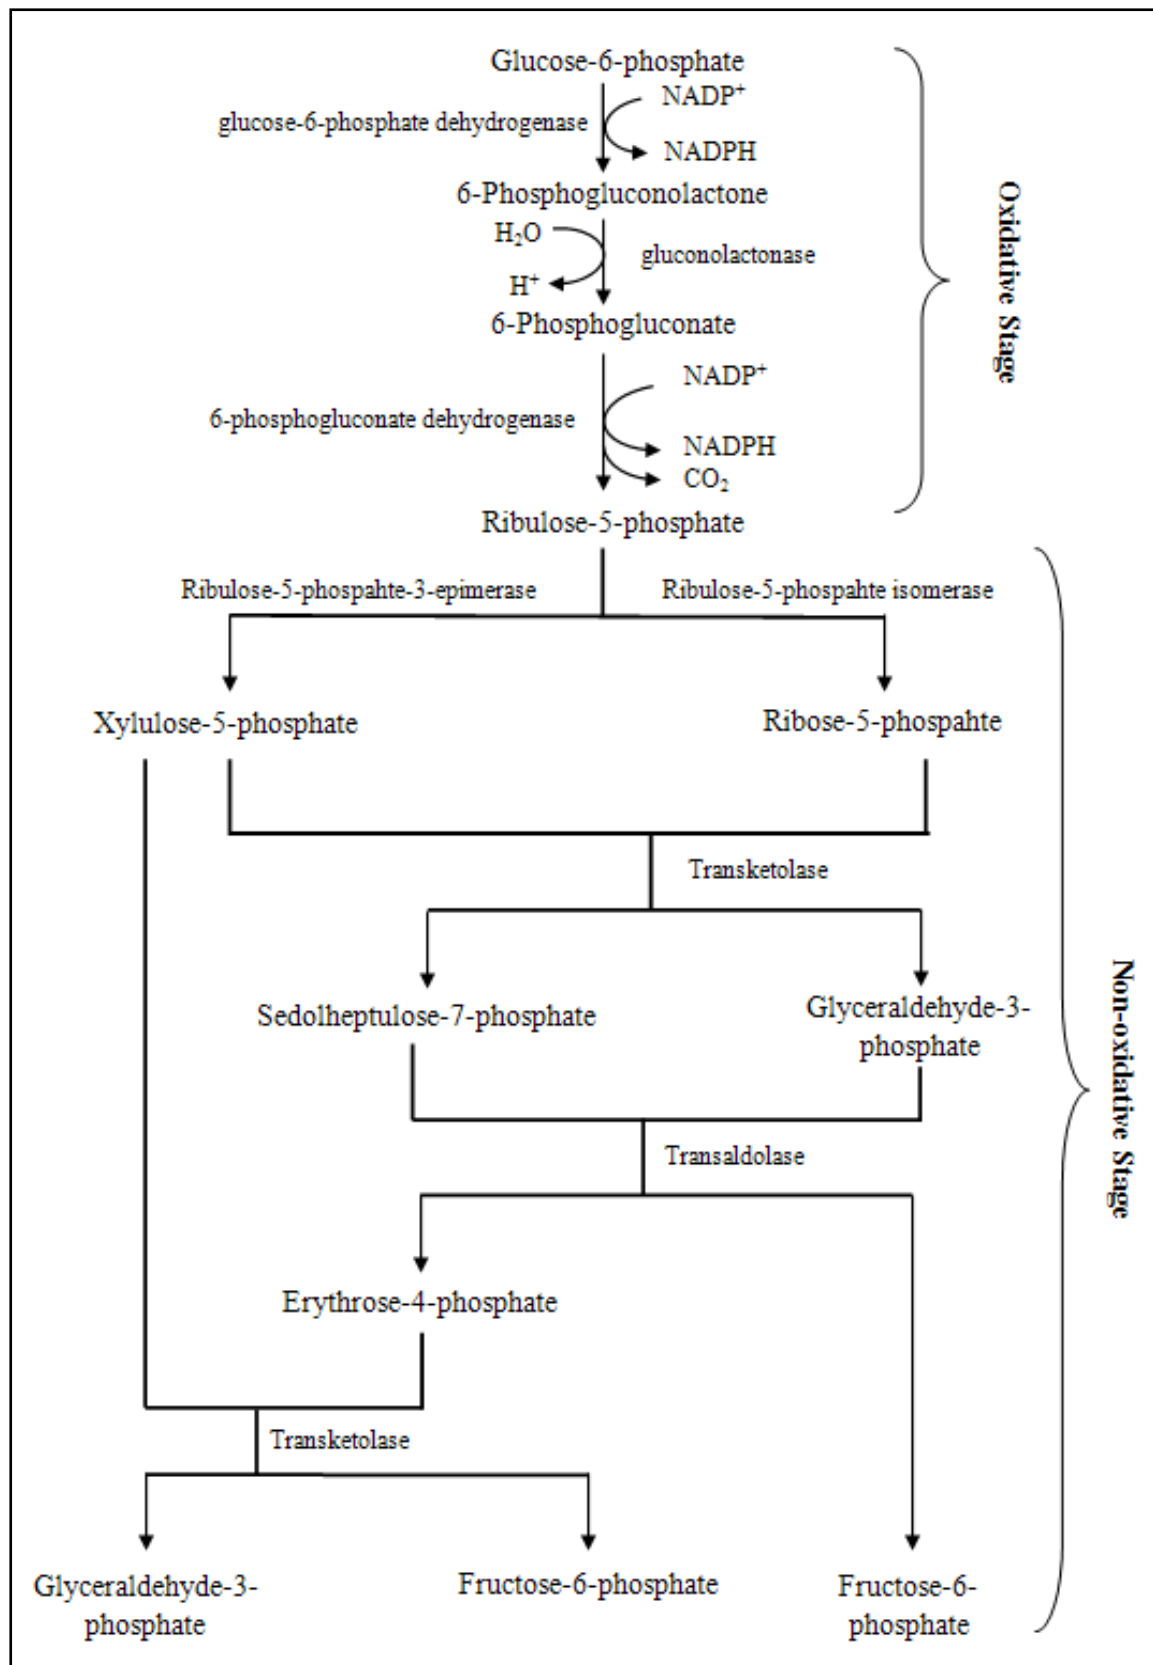 Glucose-6-phosphate
NADP⁺
glucose-6-phosphate dehydrogenase
NADPH
6-Phosphogluconolactone
H₂O
gluconolactonase
H⁺
6-Phosphogluconate
NADP⁺
6-phosphogluconate dehydrogenase
NADPH
CO₂
Ribulose-5-phosphate
Oxidative Stage
Ribulose-5-phospahte-3-epimerase
Ribulose-5-phospahte isomerase
Xylulose-5-phosphate
Ribose-5-phospahte
Transketolase
Sedolheptulose-7-phosphate
Glyceraldehyde-3-
phosphate
Transaldolase
Erythrose-4-phosphate
Transketolase
Glyceraldehyde-3-
phosphate
Fructose-6-phosphate
Fructose-6-
phosphate
Non-oxidative Stage